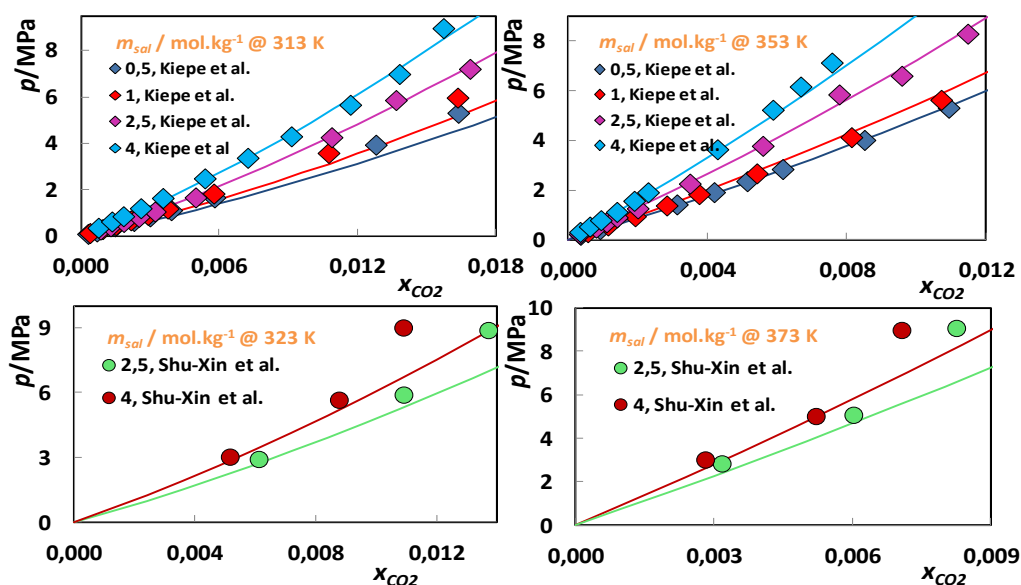 p/MPa
8
6
4
2
0
m_sal / mol.kg⁻¹ @ 313 K
0,5, Kiepe et al.
1, Kiepe et al.
2,5, Kiepe et al.
4, Kiepe et al
0,000
0,006
0,012
0,018
x_CO2
p/MPa
8
6
4
2
0
m_sal / mol.kg⁻¹ @ 353 K
0,5, Kiepe et al.
1, Kiepe et al.
2,5, Kiepe et al.
4, Kiepe et al.
0,000
0,004
0,008
0,012
x_CO2
p/MPa
9
6
3
0
m_sal / mol.kg⁻¹ @ 323 K
2,5, Shu-Xin et al.
4, Shu-Xin et al.
0,000
0,004
0,008
0,012
x_CO2
p/MPa
10
8
6
4
2
0
m_sal / mol.kg⁻¹ @ 373 K
2,5, Shu-Xin et al.
4, Shu-Xin et al.
0,000
0,003
0,006
0,009
x_CO2